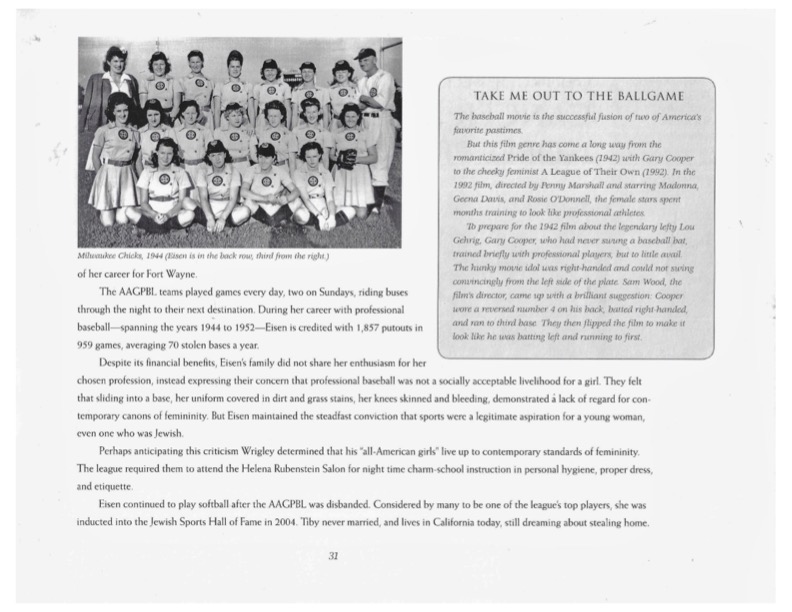 Milwaukee Chicks, 1944 (Eisen is in the back row, third from the right.)
of her career for Fort Wayne.
The AAGPBL teams played games every day, two on Sundays, riding buses
through the night to their next destination. During her career with professional
baseball—spanning the years 1944 to 1952—Eisen is credited with 1,857 putouts in
959 games, averaging 70 stolen bases a year.
Despite its financial benefits, Eisen's family did not share her enthusiasm for her
chosen profession, instead expressing their concern that professional baseball was not a socially acceptable livelihood for a girl. They felt
that sliding into a base, her uniform covered in dirt and grass stains, her knees skinned and bleeding, demonstrated a lack of regard for con-
temporary canons of femininity. But Eisen maintained the steadfast conviction that sports were a legitimate aspiration for a young woman,
even one who was Jewish.
Perhaps anticipating this criticism Wrigley determined that his "all-American girls" live up to contemporary standards of femininity.
The league required them to attend the Helena Rubenstein Salon for night time charm-school instruction in personal hygiene, proper dress,
and etiquette.
Eisen continued to play softball after the AAGPBL was disbanded. Considered by many to be one of the league's top players, she was
inducted into the Jewish Sports Hall of Fame in 2004. Tiby never married, and lives in California today, still dreaming about stealing home.
TAKE ME OUT TO THE BALLGAME
The baseball movie is the successful fusion of two of America's
favorite pastimes.
But this film genre has come a long way from the
romanticized Pride of the Yankees (1942) with Gary Cooper
to the cheeky feminist A League of Their Own (1992). In the
1992 film, directed by Penny Marshall and starring Madonna,
Geena Davis, and Rosie O'Donnell, the female stars spent
months training to look like professional athletes.
To prepare for the 1942 film about the legendary lefty Lou
Gehrig, Gary Cooper, who had never swung a baseball bat,
trained briefly with professional players, but to little avail.
The hunky movie idol was right-handed and could not swing
convincingly from the left side of the plate. Sam Wood, the
film's director, came up with a brilliant suggestion: Cooper
wore a reversed number 4 on his back, batted right-handed,
and ran to third base. They then flipped the film to make it
look like he was batting left and running to first.
31